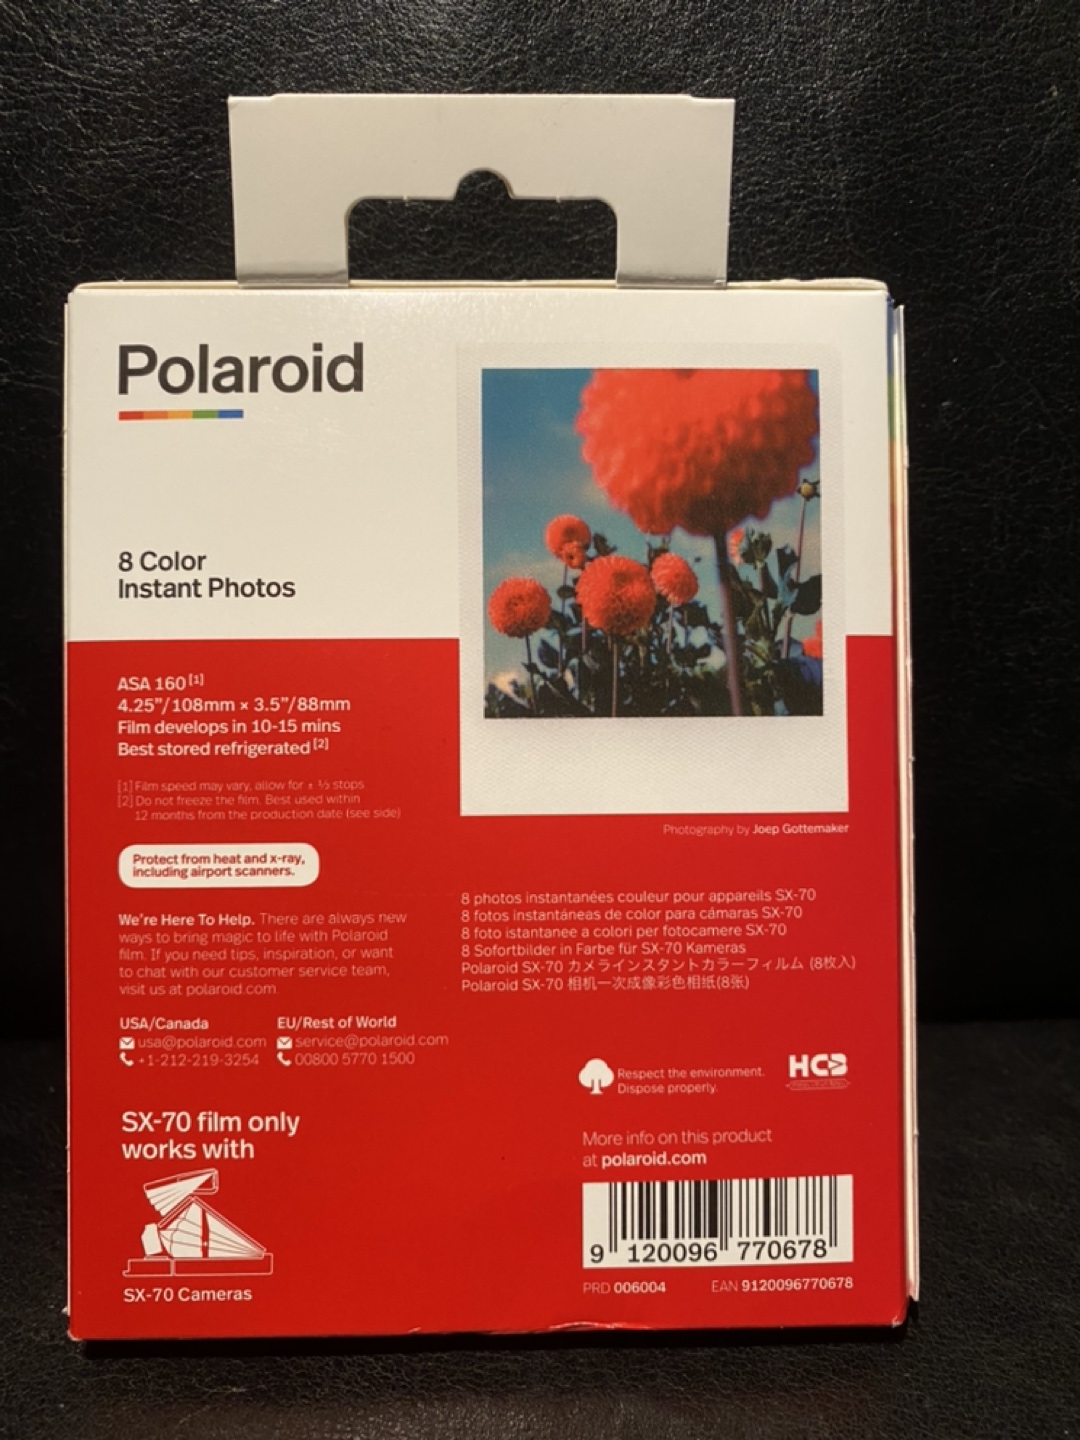 Polaroid
8 Color
Instant Photos
ASA 160 [1]
4.25”/108mm × 3.5”/88mm
Film develops in 10-15 mins
Best stored refrigerated [2]
[1] Film speed may vary, allow for ± ⅓ stops
[2] Do not freeze the film. Best used within
12 months from the production date (see side)
Protect from heat and x-ray,
including airport scanners.
We’re Here To Help. There are always new
ways to bring magic to life with Polaroid
film. If you need tips, inspiration, or want
to chat with our customer service team,
visit us at polaroid.com.
USA/Canada
usa@polaroid.com
+1-212-219-3254
EU/Rest of World
service@polaroid.com
00800 5770 1500
SX-70 film only
works with
SX-70 Cameras
Photography by Joep Gottemaker
8 photos instantanées couleur pour appareils SX-70
8 fotos instantáneas de color para cámaras SX-70
8 foto istantanee a colori per fotocamere SX-70
8 Sofortbilder in Farbe für SX-70 Kameras
Polaroid SX-70 カメラインスタントカラーフィルム (8枚入)
Polaroid SX-70 相机一次成像彩色相纸(8张)
Respect the environment.
Dispose properly.
HCB
More info on this product
at polaroid.com
9 120096 770678
PRD 006004 EAN 9120096770678